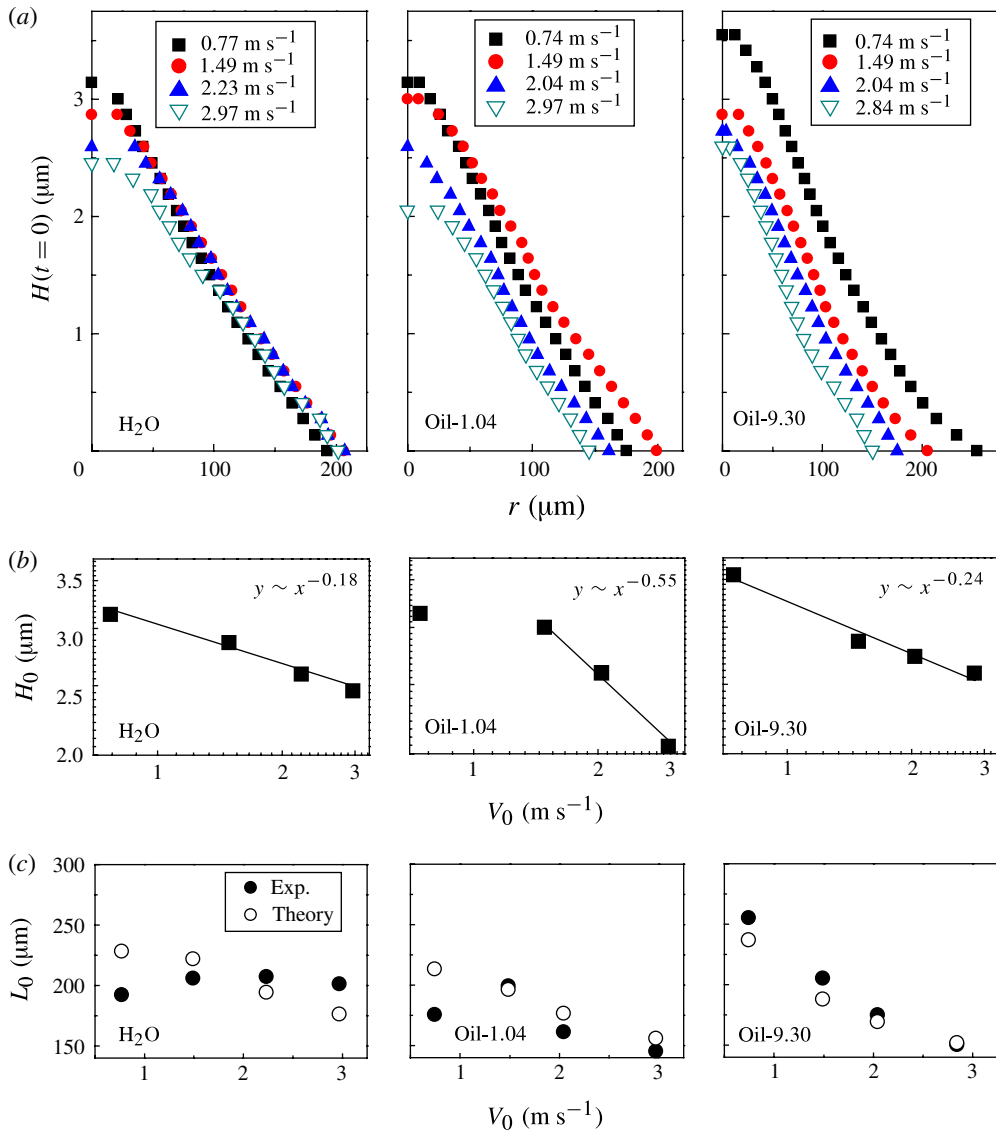 (a)
0.77 m s⁻¹
1.49 m s⁻¹
2.23 m s⁻¹
2.97 m s⁻¹
0.74 m s⁻¹
1.49 m s⁻¹
2.04 m s⁻¹
2.97 m s⁻¹
0.74 m s⁻¹
1.49 m s⁻¹
2.04 m s⁻¹
2.84 m s⁻¹
3
2
1
H(t = 0) (μm)
H₂O
Oil-1.04
Oil-9.30
0 100 200
0 100 200
0 100 200
r (μm)
(b)
3.5
3.0
2.5
2.0
H₀ (μm)
y ~ x⁻⁰·¹⁸
y ~ x⁻⁰·⁵⁵
y ~ x⁻⁰·²⁴
H₂O
Oil-1.04
Oil-9.30
1 2 3
1 2 3
1 2 3
V₀ (m s⁻¹)
(c)
300
250
200
150
L₀ (μm)
Exp.
Theory
H₂O
Oil-1.04
Oil-9.30
1 2 3
1 2 3
1 2 3
V₀ (m s⁻¹)